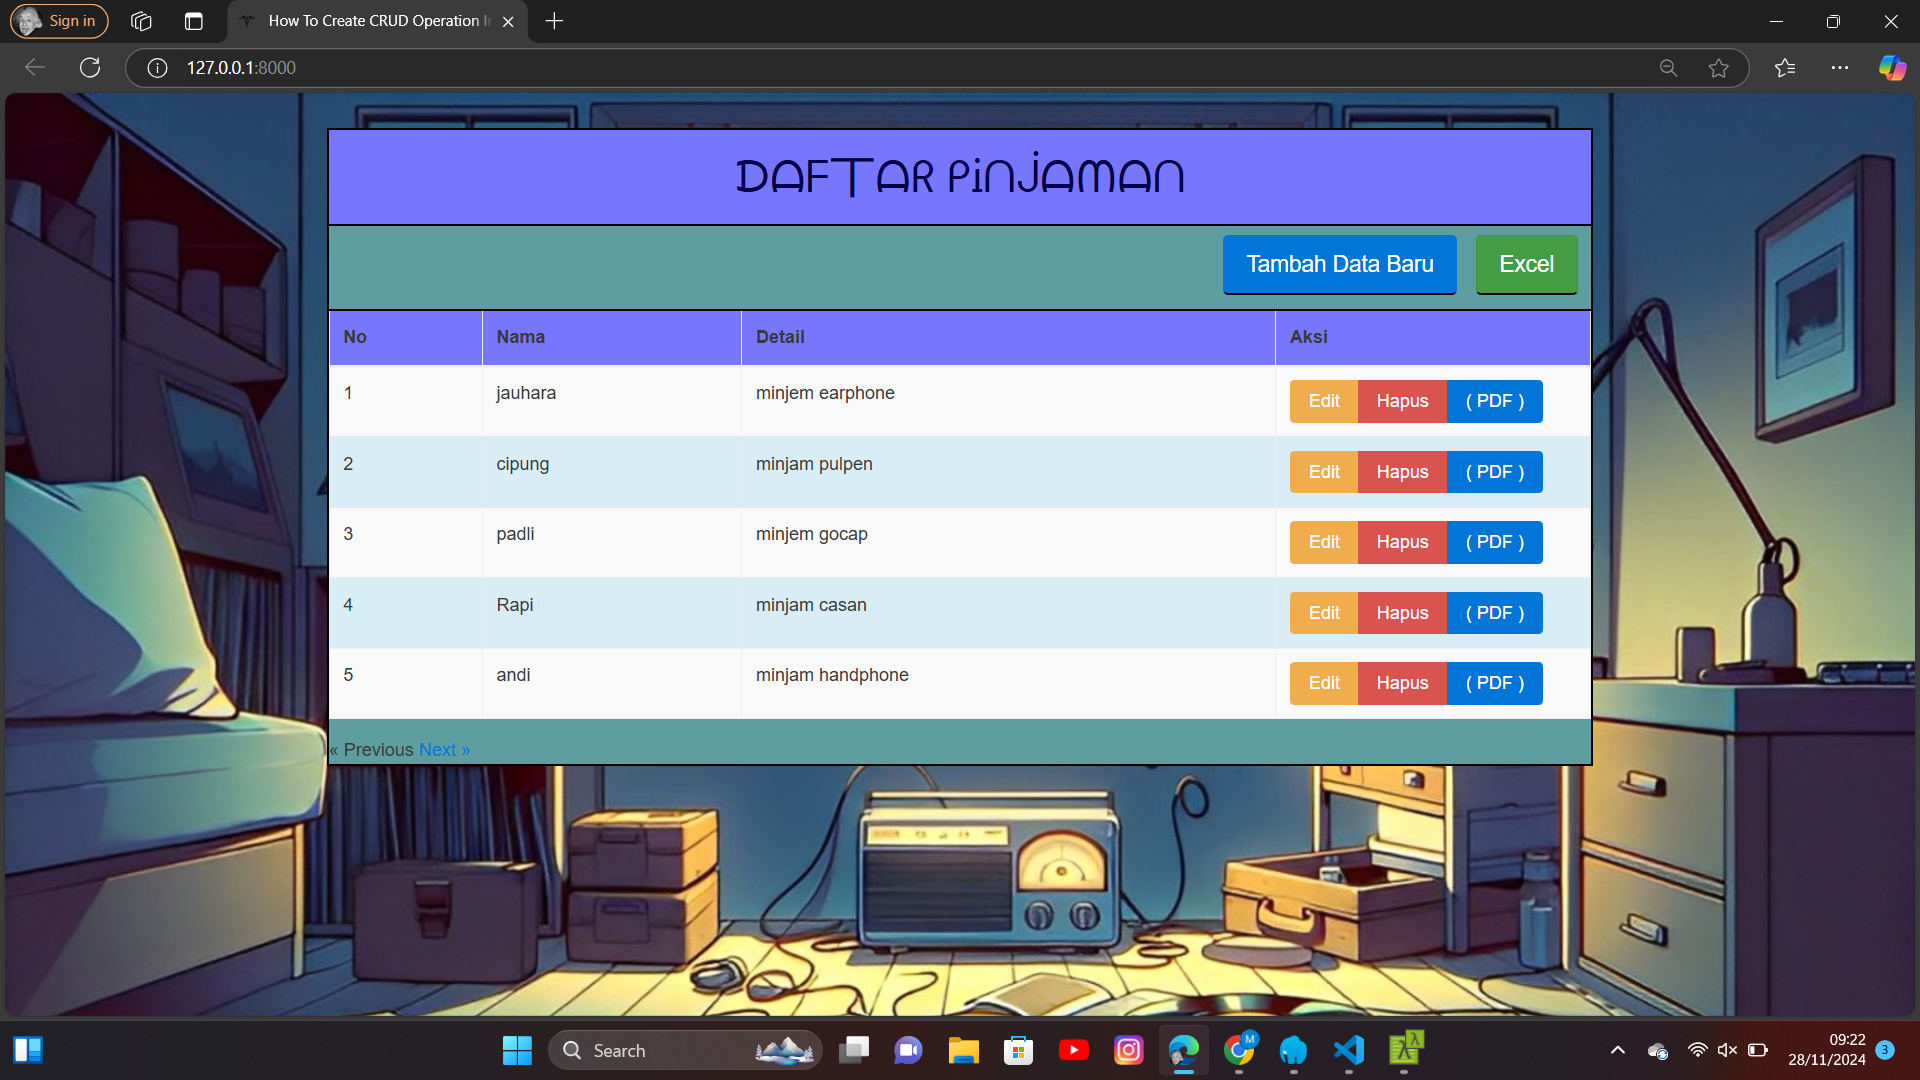 Sign in
How To Create CRUD Operation I
127.0.0.1:8000
DAFTAR PINJAMAN
Tambah Data Baru Excel
No Nama Detail Aksi
1 jauhara minjem earphone Edit Hapus ( PDF )
2 cipung minjam pulpen Edit Hapus ( PDF )
3 padli minjem gocap Edit Hapus ( PDF )
4 Rapi minjam casan Edit Hapus ( PDF )
5 andi minjam handphone Edit Hapus ( PDF )
« Previous Next »
Search
M
09:22
28/11/2024
3